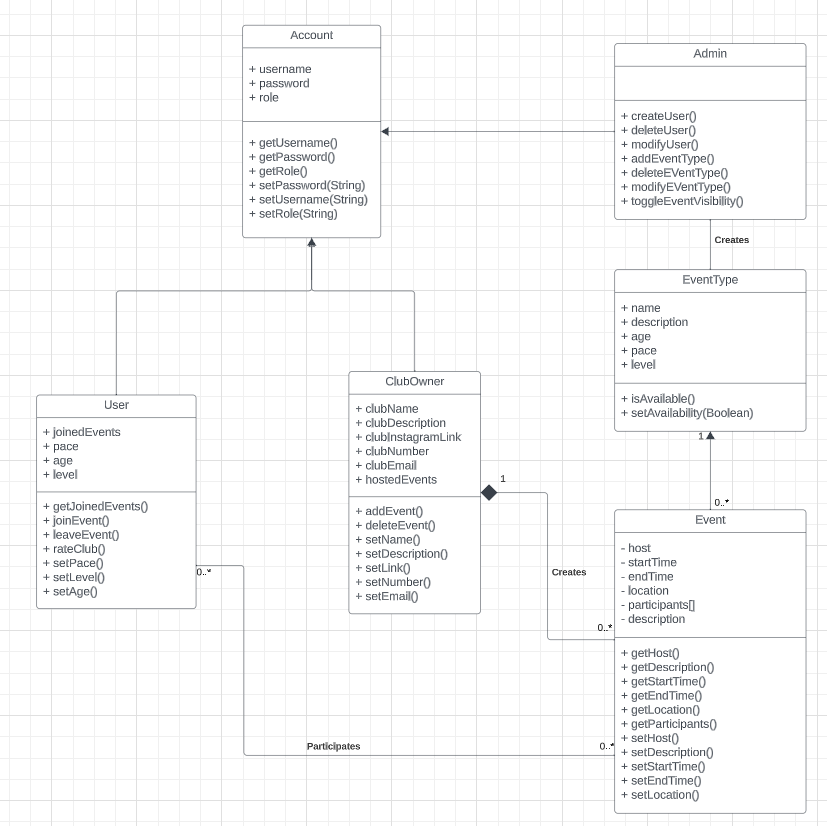 Account
+ username
+ password
+ role
+ getUsername()
+ getPassword()
+ getRole()
+ setPassword(String)
+ setUsername(String)
+ setRole(String)
Admin
+ createUser()
+ deleteUser()
+ modifyUser()
+ addEventType()
+ deleteEVentType()
+ modifyEVentType()
+ toggleEventVisibility()
Creates
EventType
+ name
+ description
+ age
+ pace
+ level
+ isAvailable()
+ setAvailability(Boolean)
1
0..*
User
+ joinedEvents
+ pace
+ age
+ level
+ getJoinedEvents()
+ joinEvent()
+ leaveEvent()
+ rateClub()
+ setPace()
+ setLevel()
+ setAge()
0..*
ClubOwner
+ clubName
+ clubDescription
+ clubInstagramLink
+ clubNumber
+ clubEmail
+ hostedEvents
+ addEvent()
+ deleteEvent()
+ setName()
+ setDescription()
+ setLink()
+ setNumber()
+ setEmail()
1
Creates
0..*
Event
- host
- startTime
- endTime
- location
- participants[]
- description
+ getHost()
+ getDescription()
+ getStartTime()
+ getEndTime()
+ getLocation()
+ getParticipants()
+ setHost()
+ setDescription()
+ setStartTime()
+ setEndTime()
+ setLocation()
Participates
0..*